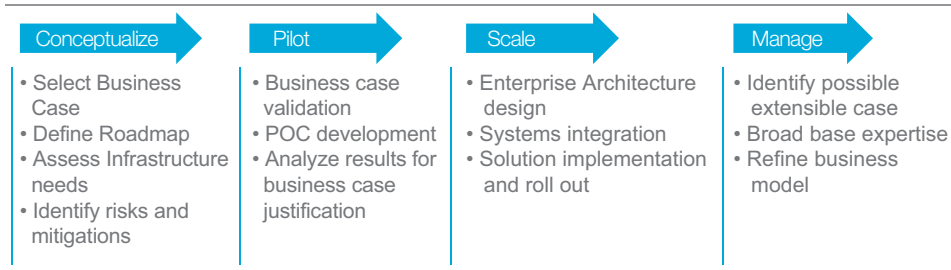 Conceptualize
• Select Business
Case
• Define Roadmap
• Assess Infrastructure
needs
• Identify risks and
mitigations
Pilot
• Business case
validation
• POC development
• Analyze results for
business case
justification
Scale
• Enterprise Architecture
design
• Systems integration
• Solution implementation
and roll out
Manage
• Identify possible
extensible case
• Broad base expertise
• Refine business
model